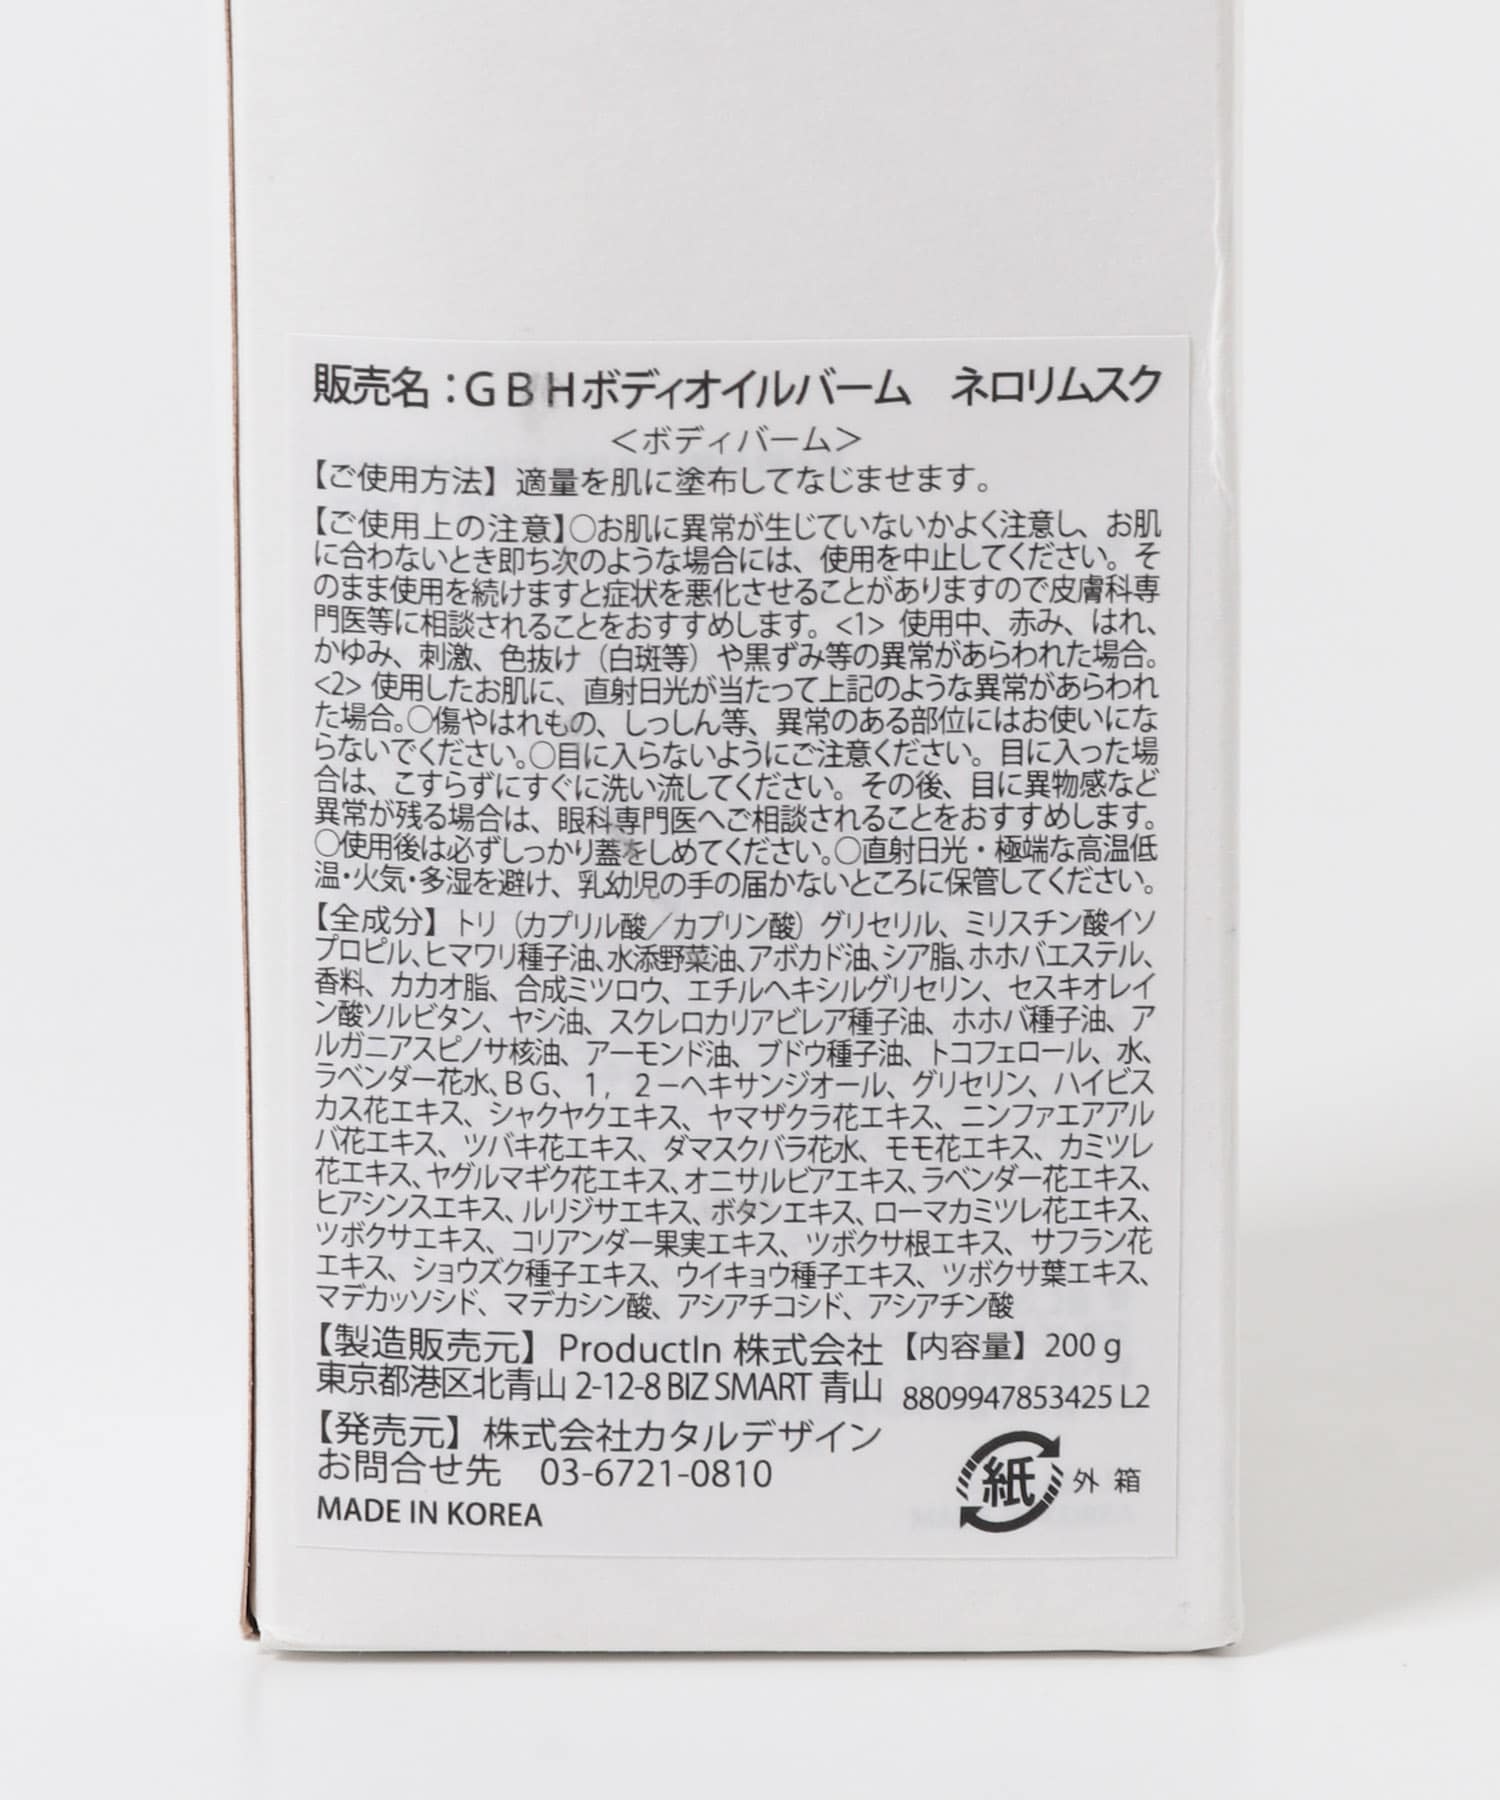 販売名：ＧＢＨボディオイルバーム　ネロリムスク
＜ボディバーム＞
【ご使用方法】適量を肌に塗布してなじませます。
【ご使用上の注意】○お肌に異常が生じていないかよく注意し、お肌
に合わないとき即ち次のような場合には、使用を中止してください。そ
のまま使用を続けますと症状を悪化させることがありますので皮膚科専
門医等に相談されることをおすすめします。<1> 使用中、赤み、はれ、
かゆみ、刺激、色抜け（白斑等）や黒ずみ等の異常があらわれた場合。
<2> 使用したお肌に、直射日光が当たって上記のような異常があらわれ
た場合。○傷やはれもの、しっしん等、異常のある部位にはお使いにな
らないでください。○目に入らないようにご注意ください。目に入った場
合は、こすらずにすぐに洗い流してください。その後、目に異物感など
異常が残る場合は、眼科専門医へご相談されることをおすすめします。
○使用後は必ずしっかり蓋をしめてください。○直射日光・極端な高温低
温・火気・多湿を避け、乳幼児の手の届かないところに保管してください。
【全成分】トリ（カプリル酸／カプリン酸）グリセリル、ミリスチン酸イソ
プロピル、ヒマワリ種子油、水添野菜油、アボカド油、シア脂、ホホバエステル、
香料、カカオ脂、合成ミツロウ、エチルヘキシルグリセリン、セスキオレイ
ン酸ソルビタン、ヤシ油、スクレロカリアビレア種子油、ホホバ種子油、ア
ルガニアスピノサ核油、アーモンド油、ブドウ種子油、トコフェロール、水、
ラベンダー花水、ＢＧ、１，２－ヘキサンジオール、グリセリン、ハイビス
カス花エキス、シャクヤクエキス、ヤマザクラ花エキス、ニンファエアアル
バ花エキス、ツバキ花エキス、ダマスクバラ花水、モモ花エキス、カミツレ
花エキス、ヤグルマギク花エキス、オニサルビアエキス、ラベンダー花エキス、
ヒアシンスエキス、ルリジサエキス、ボタンエキス、ローマカミツレ花エキス、
ツボクサエキス、コリアンダー果実エキス、ツボクサ根エキス、サフラン花
エキス、ショウズク種子エキス、ウイキョウ種子エキス、ツボクサ葉エキス、
マデカッソシド、マデカシン酸、アシアチコシド、アシアチン酸
【製造販売元】ProductIn 株式会社【内容量】200 g
東京都港区北青山 2-12-8 BIZ SMART 青山 8809947853425 L2
【発売元】株式会社カタルデザイン
お問合せ先　03-6721-0810
紙 外箱
MADE IN KOREA